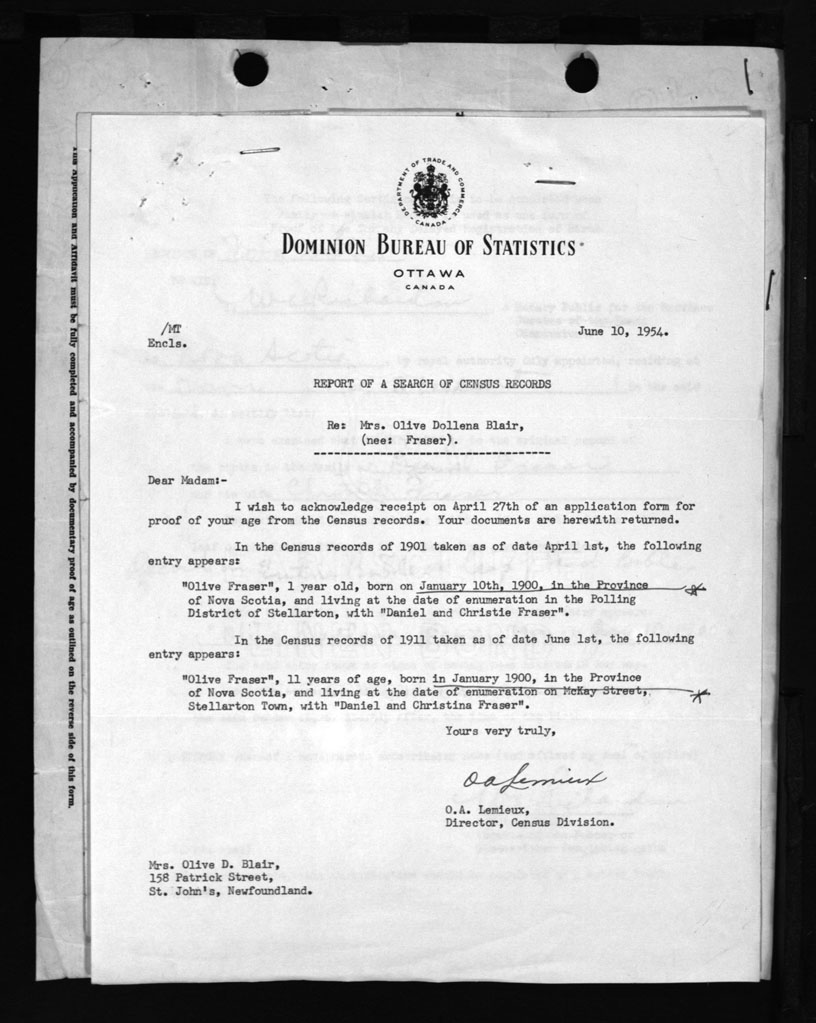 DEPARTMENT OF TRADE AND COMMERCE
CANADA
DOMINION BUREAU OF STATISTICS
OTTAWA
CANADA
/MT
Encls.
June 10, 1954.
REPORT OF A SEARCH OF CENSUS RECORDS
Re: Mrs. Olive Dollena Blair,
(nee: Fraser).
Dear Madam:-
I wish to acknowledge receipt on April 27th of an application form for
proof of your age from the Census records. Your documents are herewith returned.
In the Census records of 1901 taken as of date April 1st, the following
entry appears:
"Olive Fraser", 1 year old, born on January 10th, 1900, in the Province
of Nova Scotia, and living at the date of enumeration in the Polling
District of Stellarton, with "Daniel and Christie Fraser".
In the Census records of 1911 taken as of date June 1st, the following
entry appears:
"Olive Fraser", 11 years of age, born in January 1900, in the Province
of Nova Scotia, and living at the date of enumeration on McKay Street,
Stellarton Town, with "Daniel and Christina Fraser".
Yours very truly,
O A Lemieux
O.A. Lemieux,
Director, Census Division.
Mrs. Olive D. Blair,
158 Patrick Street,
St. John's, Newfoundland.
Application and Affidavit must be fully completed and accompanied by documentary proof of age as outlined on the reverse side of this form.